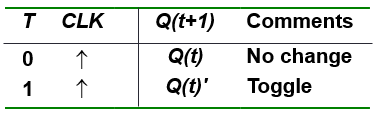 T CLK Q(t+1) Comments
0 ↑ Q(t) No change
1 ↑ Q(t)' Toggle